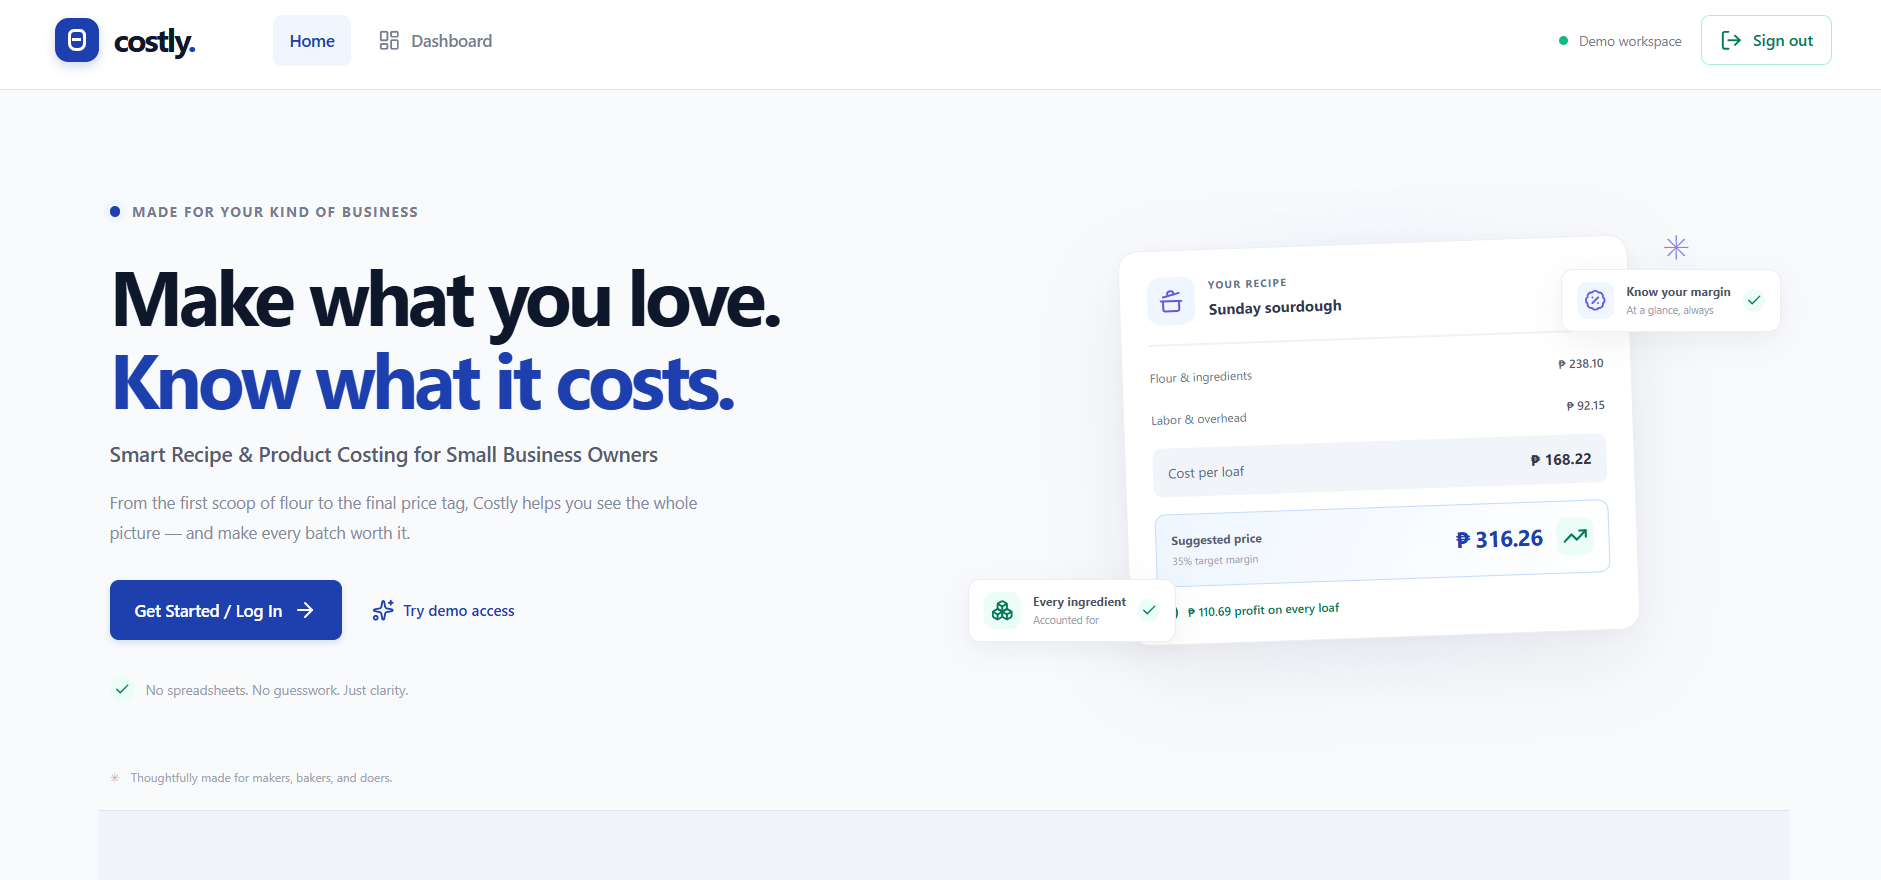 costly.
Home
Dashboard
Demo workspace
Sign out
MADE FOR YOUR KIND OF BUSINESS
Make what you love.
Know what it costs.
Smart Recipe & Product Costing for Small Business Owners
From the first scoop of flour to the final price tag, Costly helps you see the whole
picture — and make every batch worth it.
Get Started / Log In
Try demo access
No spreadsheets. No guesswork. Just clarity.
Thoughtfully made for makers, bakers, and doers.
YOUR RECIPE
Sunday sourdough
Know your margin
At a glance, always
Flour & ingredients ₱ 238.10
Labor & overhead ₱ 92.15
Cost per loaf ₱ 168.22
Suggested price ₱ 316.26
35% target margin
Every ingredient
Accounted for
₱ 110.69 profit on every loaf